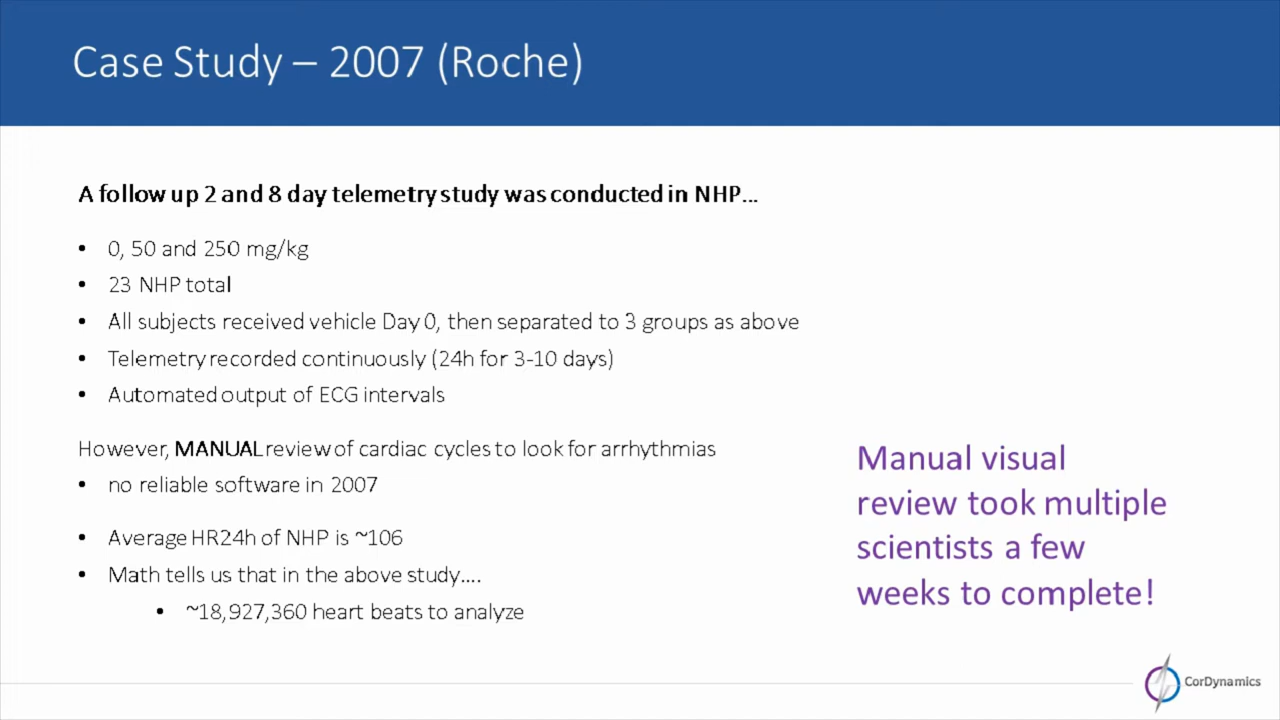 Case Study – 2007 (Roche)
A follow up 2 and 8 day telemetry study was conducted in NHP...
• 0, 50 and 250 mg/kg
• 23 NHP total
• All subjects received vehicle Day 0, then separated to 3 groups as above
• Telemetry recorded continuously (24h for 3-10 days)
• Automated output of ECG intervals
However, MANUAL review of cardiac cycles to look for arrhythmias
• no reliable software in 2007
• Average HR24h of NHP is ~106
• Math tells us that in the above study....
• ~18,927,360 heart beats to analyze
Manual visual
review took multiple
scientists a few
weeks to complete!
CorDynamics